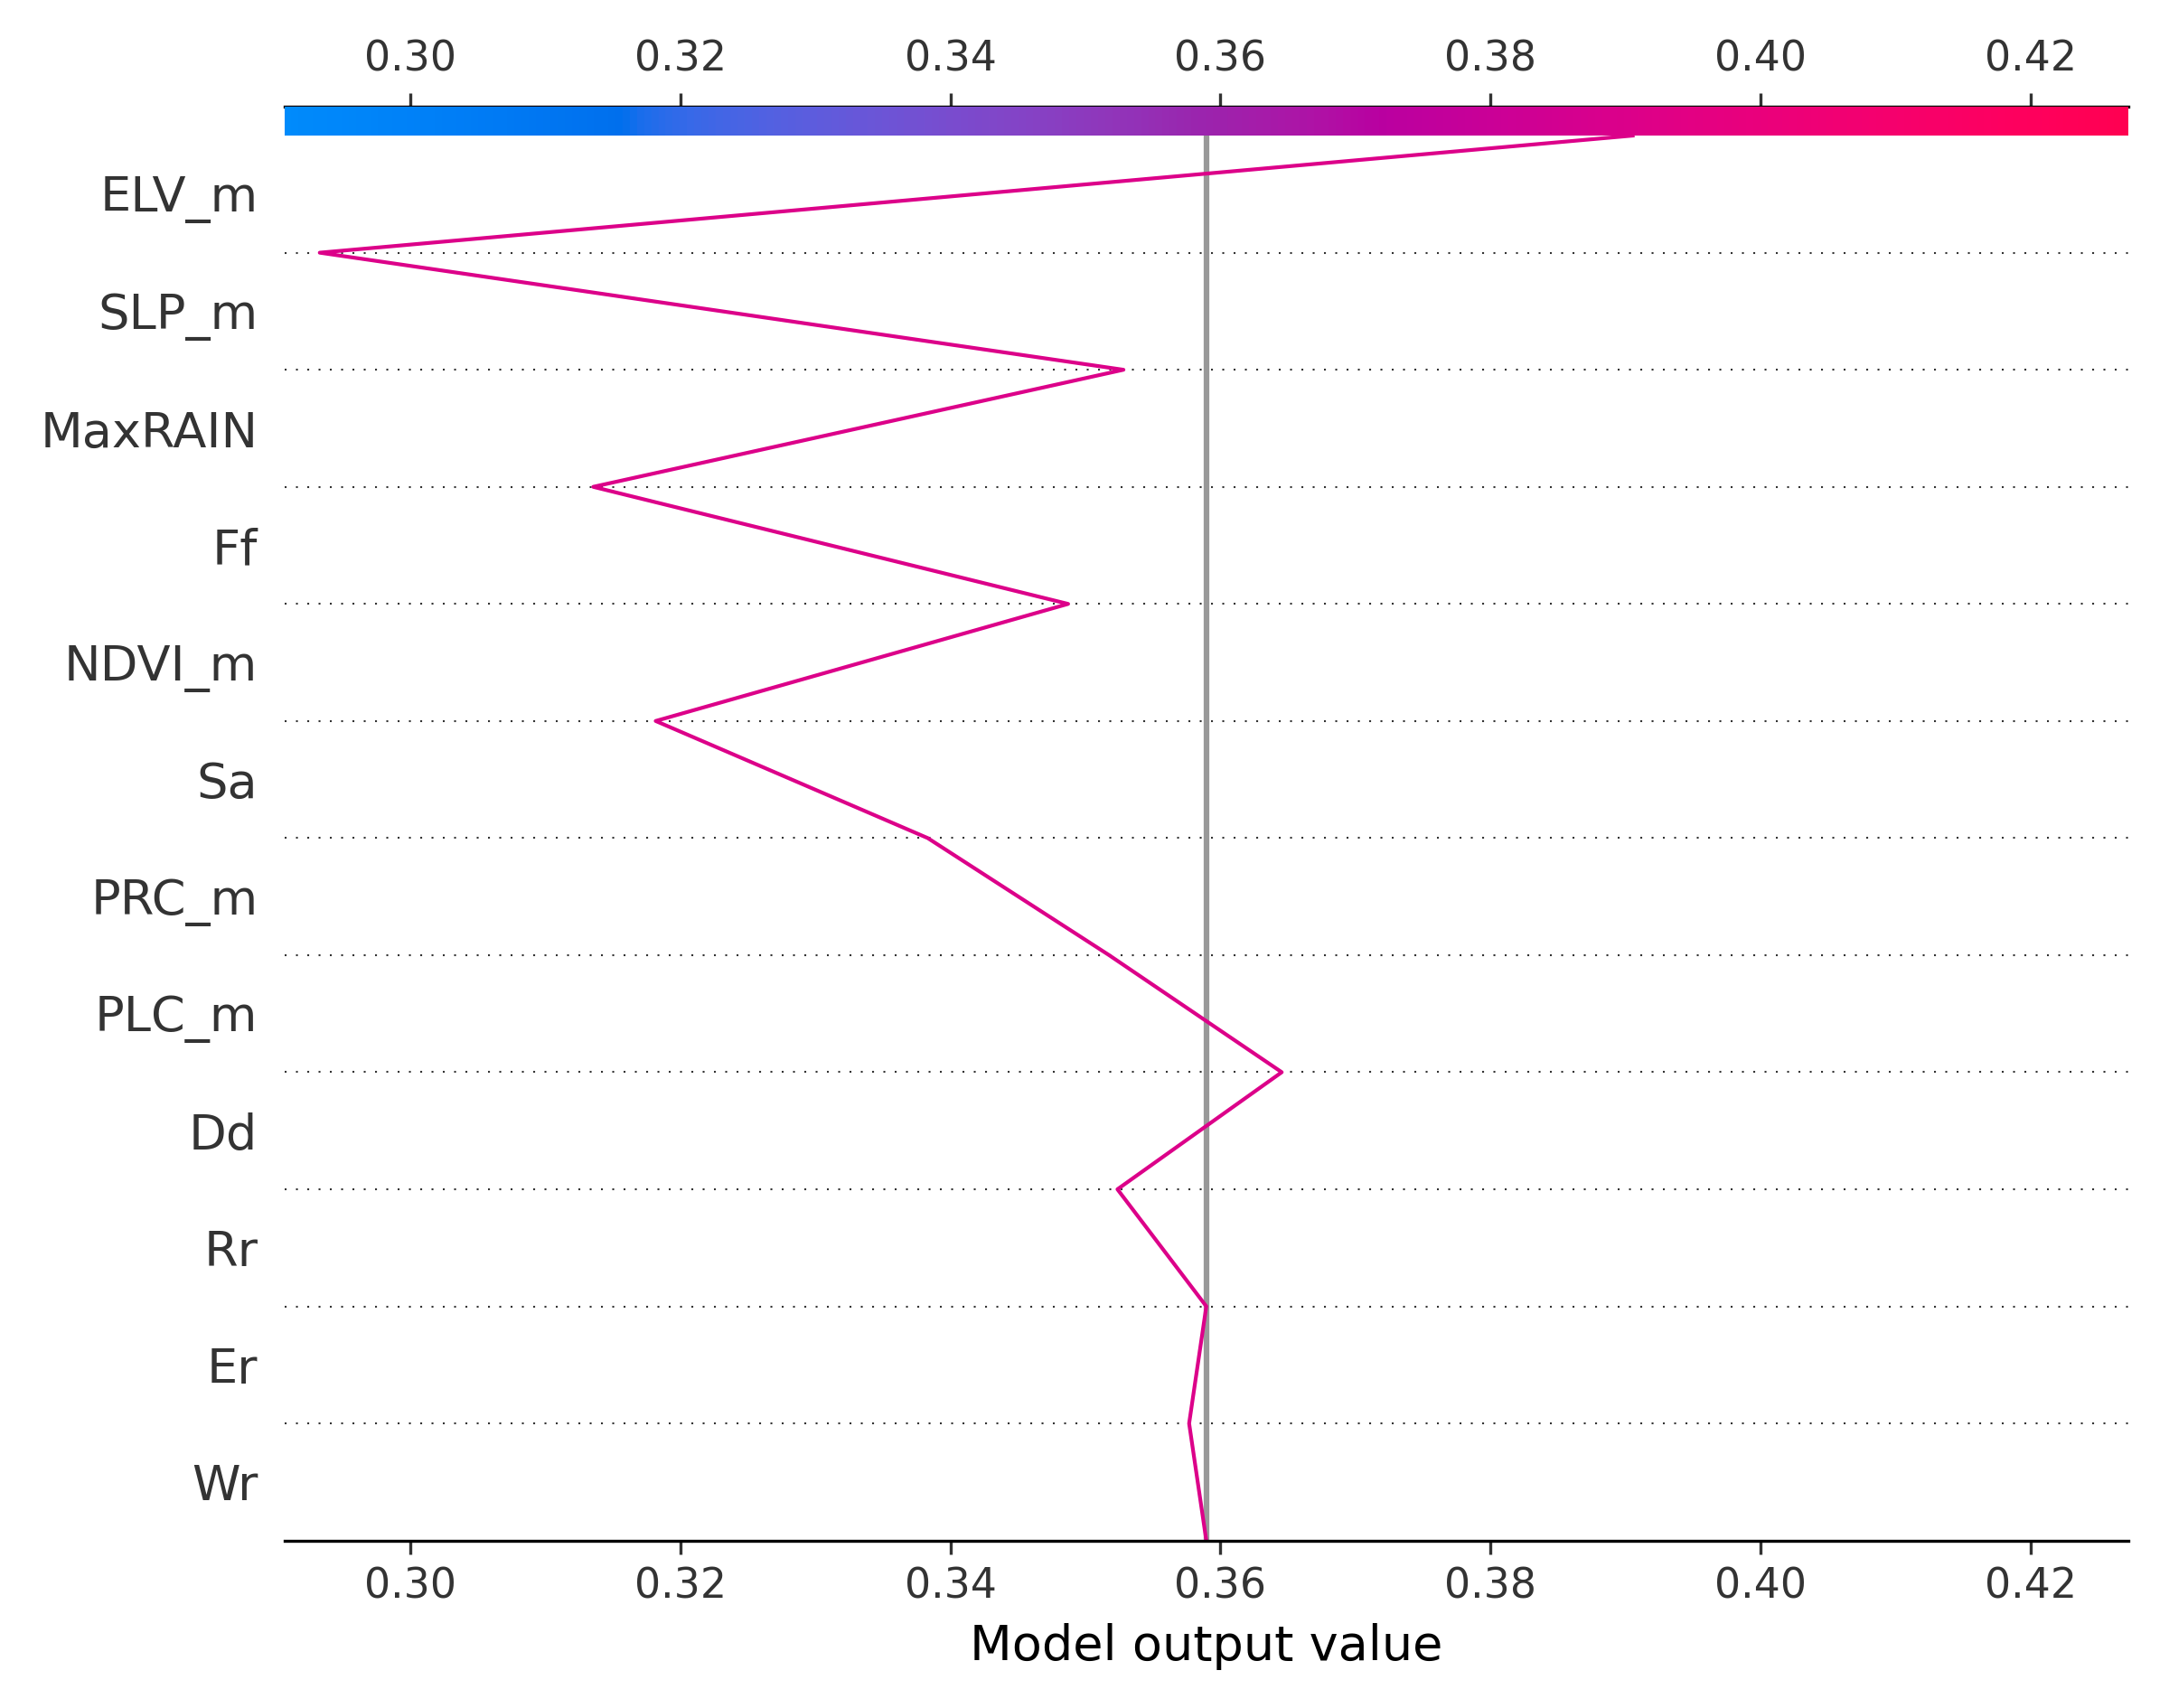 0.30 0.32 0.34 0.36 0.38 0.40 0.42
ELV_m
SLP_m
MaxRAIN
Ff
NDVI_m
Sa
PRC_m
PLC_m
Dd
Rr
Er
Wr
0.30 0.32 0.34 0.36 0.38 0.40 0.42
Model output value